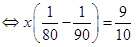 ⇔ x(1/80 − 1/90) = 9/10